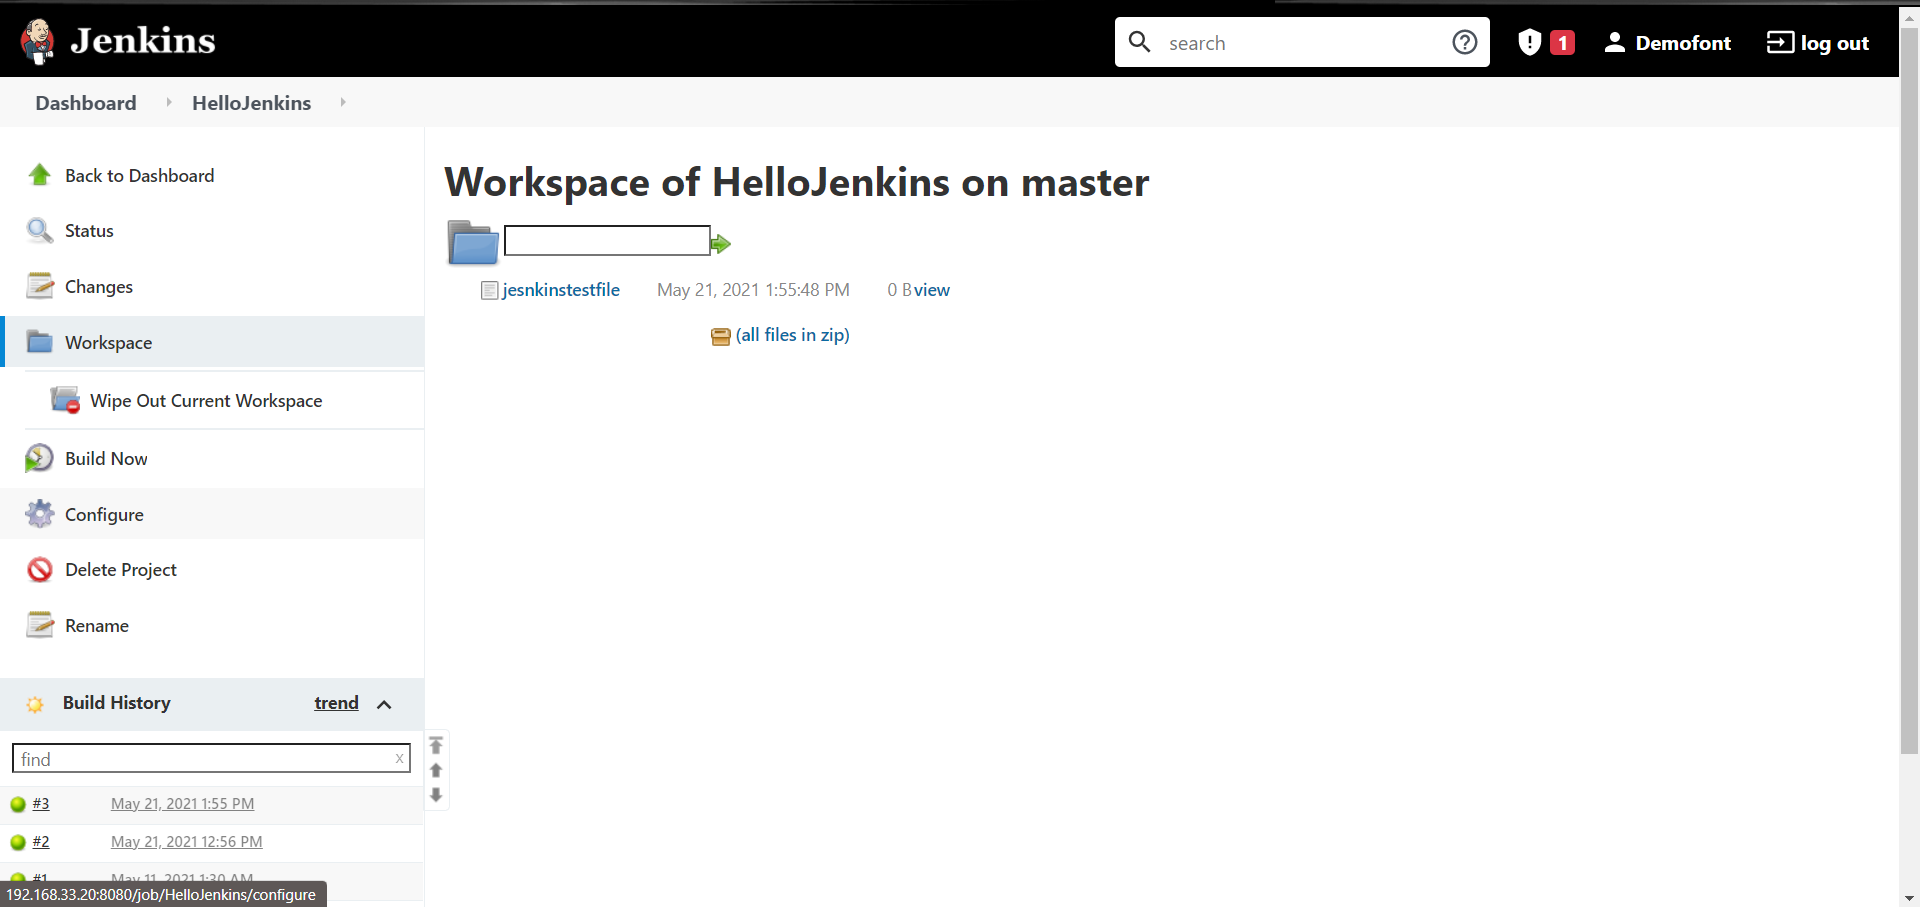 Jenkins
search
1
Demofont
log out
Dashboard
HelloJenkins
Back to Dashboard
Status
Changes
Workspace
Wipe Out Current Workspace
Build Now
Configure
Delete Project
Rename
Build History
trend
find
x
#3 May 21, 2021 1:55 PM
#2 May 21, 2021 12:56 PM
#1 May 11, 2021 1:30 AM
192.168.33.20:8080/job/HelloJenkins/configure
Workspace of HelloJenkins on master
jesnkinstestfile May 21, 2021 1:55:48 PM 0 B view
(all files in zip)